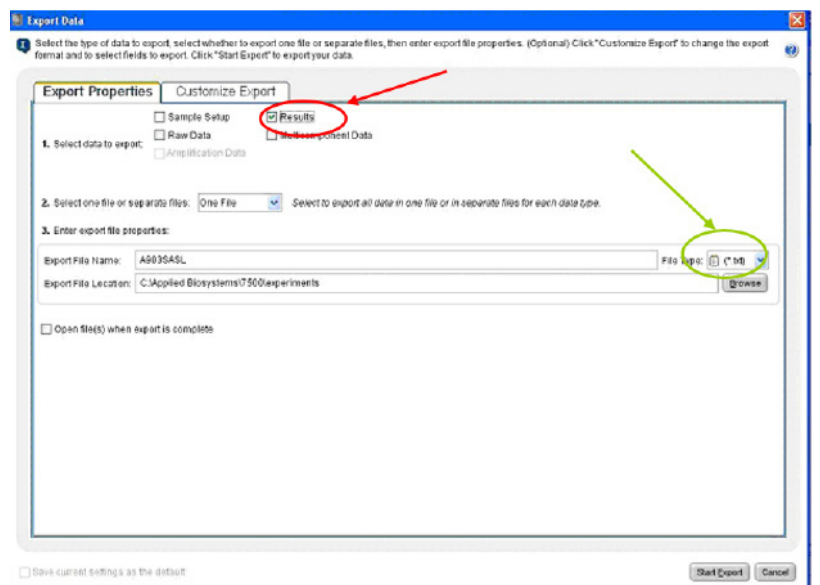 Export Data
Select the type of data to export, select whether to export one file or separate files, then enter export file properties. (Optional) Click "Customize Export" to change the export
format and to select fields to export. Click "Start Export" to export your data.
Export Properties Customize Export
Sample Setup Results
1. Select data to export: Raw Data Multicomponent Data
Amplification Data
2. Select one file or separate files: One File Select to export all data in one file or in separate files for each data type.
3. Enter export file properties:
Export File Name: A903SASL File Type: (*.txt)
Export File Location: C:\Applied Biosystems\7500\experiments Browse
Open file(s) when export is complete
Save current settings as the default Start Export Cancel